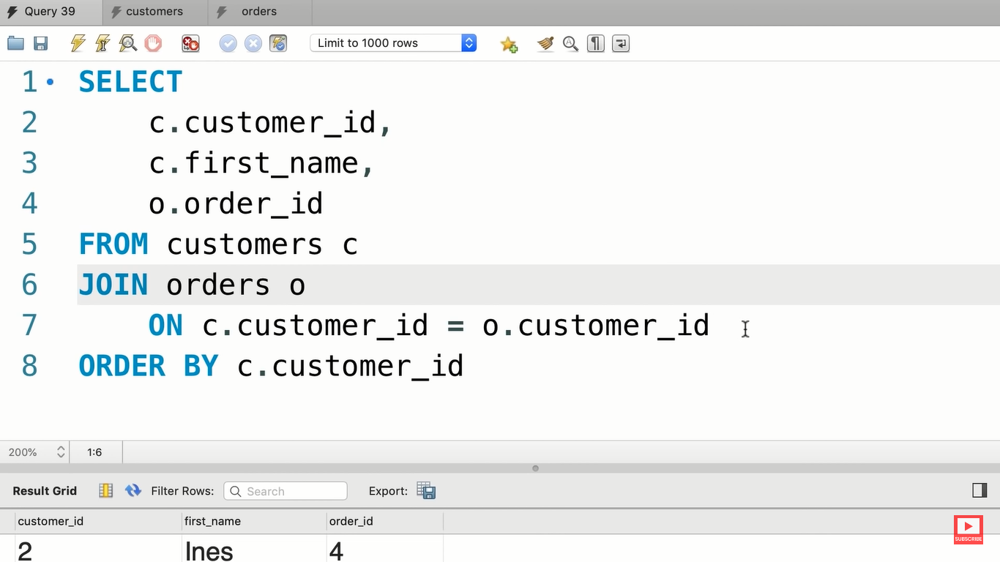 Query 39 customers orders
Limit to 1000 rows
1 SELECT
2 c.customer_id,
3 c.first_name,
4 o.order_id
5 FROM customers c
6 JOIN orders o
7 ON c.customer_id = o.customer_id
8 ORDER BY c.customer_id
200% 1:6
Result Grid Filter Rows: Search Export:
customer_id first_name order_id
2 Ines 4
SUBSCRIBE